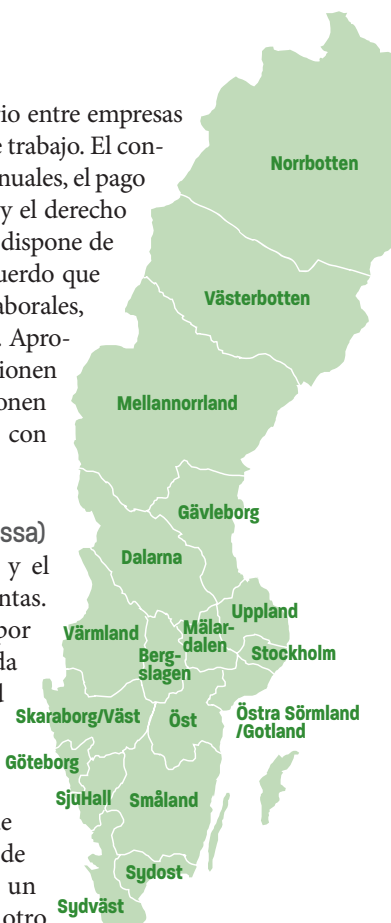 rio entre empresas
e trabajo. El con-
nuales, el pago
y el derecho
dispone de
uerdo que
aborales,
. Apro-
ionen
onen
con
ssa)
y el
ntas.
por
da
d
e
de
un
otro
Norrbotten
Västerbotten
Mellannorrland
Gävleborg
Dalarna
Uppland
Värmland
Mälar-
dalen
Berg-
slagen
Stockholm
Skaraborg/Väst
Öst
Östra Sörmland
/Gotland
Göteborg
SjuHall
Småland
Sydost
Sydväst